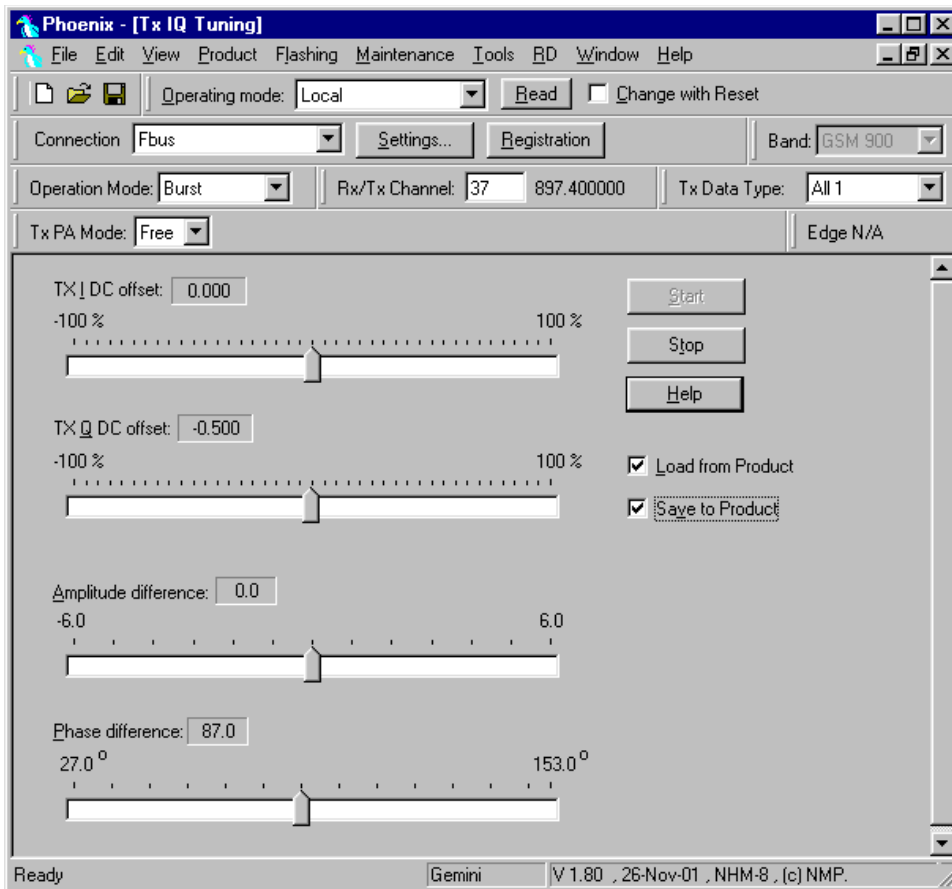 Phoenix - [Tx IQ Tuning]
File Edit View Product Flashing Maintenance Tools RD Window Help
Operating mode: Local Read Change with Reset
Connection Fbus Settings... Registration Band: GSM 900
Operation Mode: Burst Rx/Tx Channel: 37 897.400000 Tx Data Type: All 1
Tx PA Mode: Free Edge N/A
TX I DC offset: 0.000
-100 % 100 %
Start
Stop
Help
TX Q DC offset: -0.500
-100 % 100 %
Load from Product
Save to Product
Amplitude difference: 0.0
-6.0 6.0
Phase difference: 87.0
27.0 o 153.0 o
Ready Gemini V 1.80 , 26-Nov-01 , NHM-8 , (c) NMP.